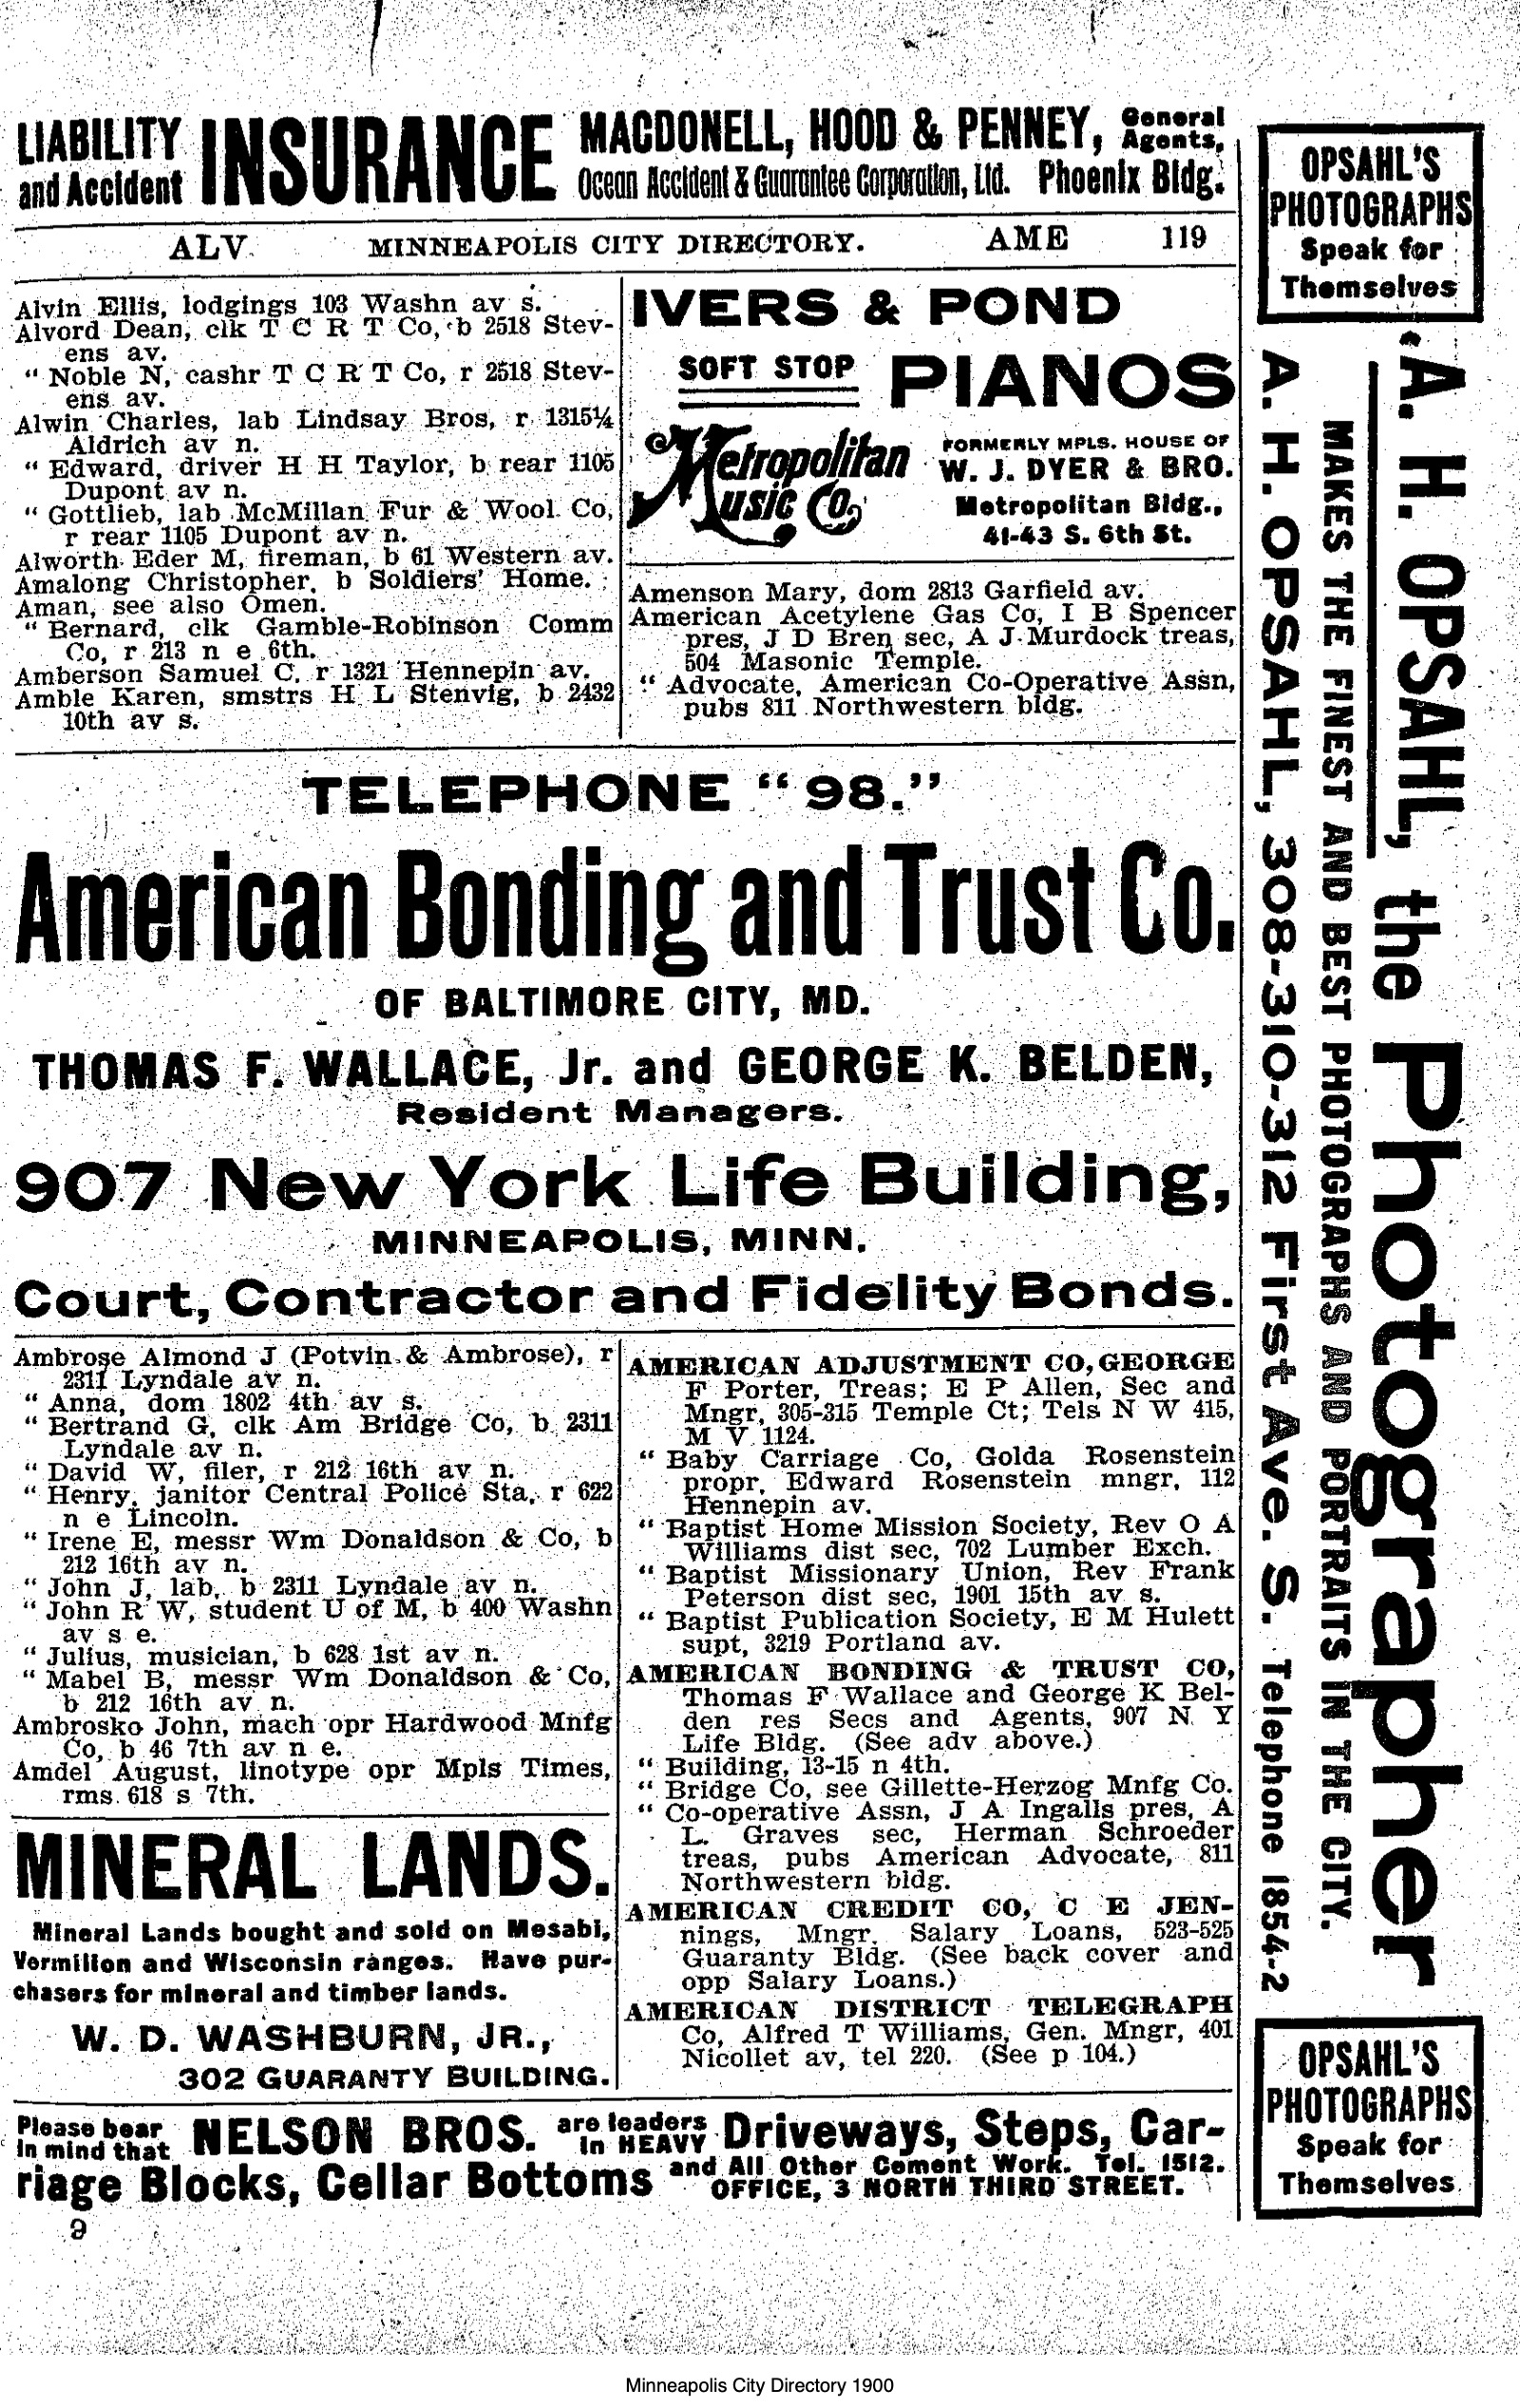 LIABILITY
and Accident
INSURANCE
MACDONELL, HOOD & PENNEY, General Agents,
Ocean Accident & Guarantee Corporation, Ltd. Phoenix Bldg.
ALV MINNEAPOLIS CITY DIRECTORY. AME 119
Alvin Ellis, lodgings 103 Washn av s.
Alvord Dean, clk T C R T Co, b 2518 Stev-
ens av.
" Noble N, cashr T C R T Co, r 2518 Stev-
ens av.
Alwin Charles, lab Lindsay Bros, r 1315¼
Aldrich av n.
" Edward, driver H H Taylor, b rear 1105
Dupont av n.
" Gottlieb, lab McMillan Fur & Wool Co,
r rear 1105 Dupont av n.
Alworth Eder M, fireman, b 61 Western av.
Amalong Christopher, b Soldiers' Home.
Aman, see also Omen.
" Bernard, clk Gamble-Robinson Comm
Co, r 213 n e 6th.
Amberson Samuel C, r 1321 Hennepin av.
Amble Karen, smstrs H L Stenvig, b 2432
10th av s.
IVERS & POND
SOFT STOP PIANOS
Metropolitan
Music Co.
FORMERLY MPLS. HOUSE OF
W. J. DYER & BRO.
Metropolitan Bldg.,
41-43 S. 6th St.
Amenson Mary, dom 2813 Garfield av.
American Acetylene Gas Co, I B Spencer
pres, J D Bren sec, A J Murdock treas,
504 Masonic Temple.
" Advocate, American Co-Operative Assn,
pubs 811 Northwestern bldg.
TELEPHONE "98."
American Bonding and Trust Co.
OF BALTIMORE CITY, MD.
THOMAS F. WALLACE, Jr. and GEORGE K. BELDEN,
Resident Managers.
907 New York Life Building,
MINNEAPOLIS, MINN.
Court, Contractor and Fidelity Bonds.
Ambrose Almond J (Potvin & Ambrose), r
2311 Lyndale av n.
" Anna, dom 1802 4th av s.
" Bertrand G, clk Am Bridge Co, b 2311
Lyndale av n.
" David W, filer, r 212 16th av n.
" Henry, janitor Central Police Sta, r 622
n e Lincoln.
" Irene E, messr Wm Donaldson & Co, b
212 16th av n.
" John J, lab, b 2311 Lyndale av n.
" John R W, student U of M, b 400 Washn
av s e.
" Julius, musician, b 628 1st av n.
" Mabel B, messr Wm Donaldson & Co,
b 212 16th av n.
Ambrosko John, mach opr Hardwood Mnfg
Co, b 46 7th av n e.
Amdel August, linotype opr Mpls Times,
rms 618 s 7th.
MINERAL LANDS.
Mineral Lands bought and sold on Mesabi,
Vermilion and Wisconsin ranges. Have pur-
chasers for mineral and timber lands.
W. D. WASHBURN, JR.,
302 GUARANTY BUILDING.
AMERICAN ADJUSTMENT CO, GEORGE
F Porter, Treas; E P Allen, Sec and
Mngr, 305-315 Temple Ct; Tels N W 415,
M V 1124.
" Baby Carriage Co, Golda Rosenstein
propr, Edward Rosenstein mngr, 112
Hennepin av.
" Baptist Home Mission Society, Rev O A
Williams dist sec, 702 Lumber Exch.
" Baptist Missionary Union, Rev Frank
Peterson dist sec, 1901 15th av s.
" Baptist Publication Society, E M Hulett
supt, 3219 Portland av.
AMERICAN BONDING & TRUST CO,
Thomas F Wallace and George K Bel-
den res Secs and Agents, 907 N Y
Life Bldg. (See adv above.)
" Building, 13-15 n 4th.
" Bridge Co, see Gillette-Herzog Mnfg Co.
" Co-operative Assn, J A Ingalls pres, A
L. Graves sec, Herman Schroeder
treas, pubs American Advocate, 811
Northwestern bldg.
AMERICAN CREDIT CO, C E JEN-
nings, Mngr, Salary Loans, 523-525
Guaranty Bldg. (See back cover and
opp Salary Loans.)
AMERICAN DISTRICT TELEGRAPH
Co, Alfred T Williams, Gen. Mngr, 401
Nicollet av, tel 220. (See p 104.)
Please bear in mind that NELSON BROS. are leaders in HEAVY Driveways, Steps, Car-
riage Blocks, Cellar Bottoms and All Other Cement Work. Tel. 1512.
OFFICE, 3 NORTH THIRD STREET.
9
OPSAHL'S
PHOTOGRAPHS
Speak for
Themselves
A. H. OPSAHL, the Photographer
MAKES THE FINEST AND BEST PHOTOGRAPHS AND PORTRAITS IN THE CITY.
A. H. OPSAHL, 308-310-312 First Ave. S. Telephone 1854-2
OPSAHL'S
PHOTOGRAPHS
Speak for
Themselves
Minneapolis City Directory 1900